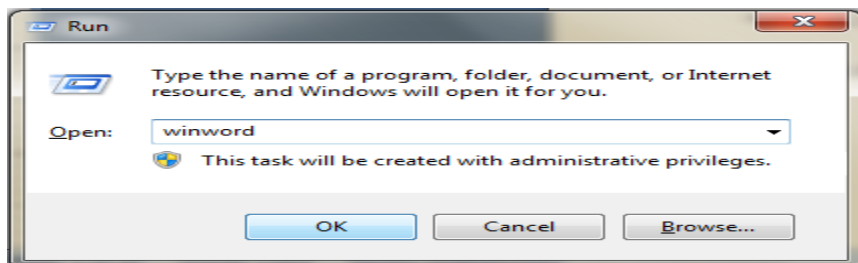 Run
Type the name of a program, folder, document, or Internet
resource, and Windows will open it for you.
Open: winword
This task will be created with administrative privileges.
OK Cancel Browse...